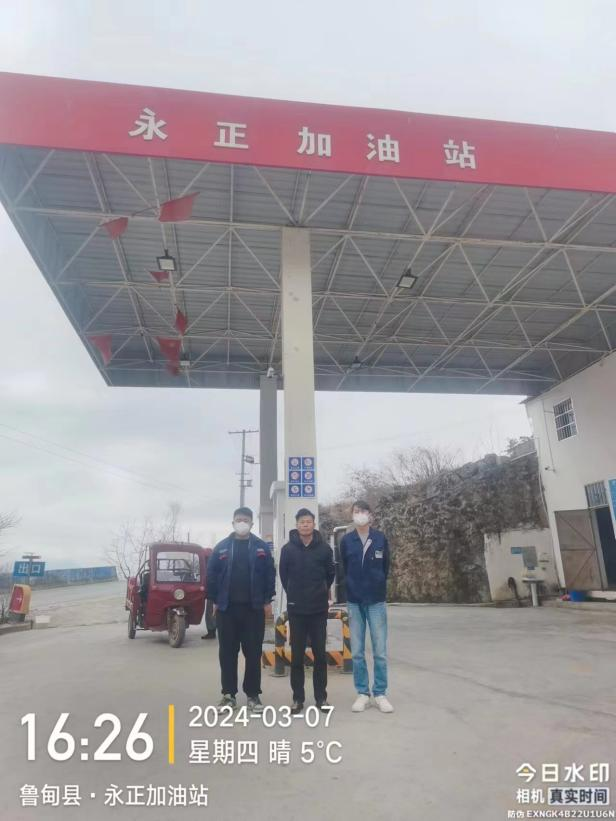 永正加油站
出口
16:26
2024-03-07
星期四 晴 5°C
鲁甸县·永正加油站
今日水印
相机 真实时间
防伪 EXNGK4B22U1U6N